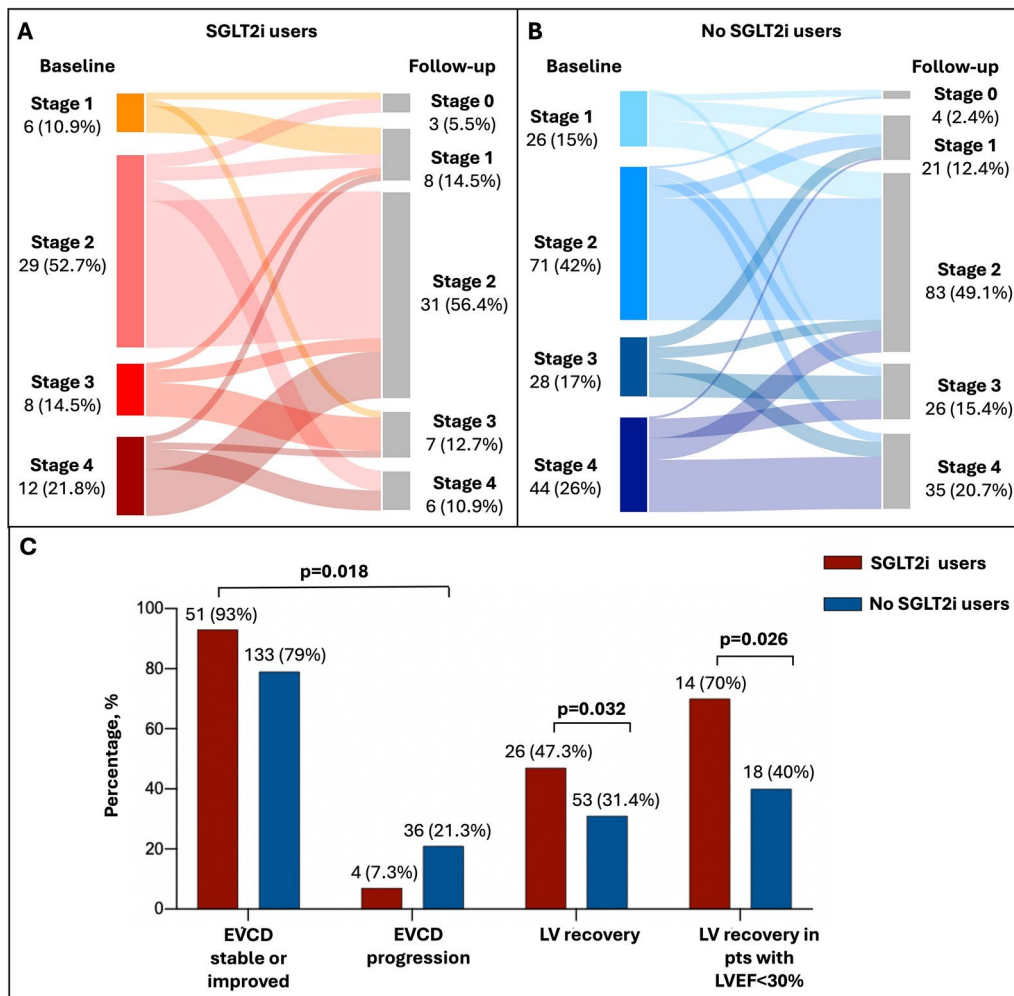 A
SGLT2i users
Baseline
Follow-up
Stage 1
6 (10.9%)
Stage 2
29 (52.7%)
Stage 3
8 (14.5%)
Stage 4
12 (21.8%)
Stage 0
3 (5.5%)
Stage 1
8 (14.5%)
Stage 2
31 (56.4%)
Stage 3
7 (12.7%)
Stage 4
6 (10.9%)
B
No SGLT2i users
Baseline
Follow-up
Stage 1
26 (15%)
Stage 2
71 (42%)
Stage 3
28 (17%)
Stage 4
44 (26%)
Stage 0
4 (2.4%)
Stage 1
21 (12.4%)
Stage 2
83 (49.1%)
Stage 3
26 (15.4%)
Stage 4
35 (20.7%)
C
SGLT2i users
No SGLT2i users
Percentage, %
100
80
60
40
20
0
p=0.018
51 (93%)
133 (79%)
4 (7.3%)
36 (21.3%)
p=0.032
26 (47.3%)
53 (31.4%)
p=0.026
14 (70%)
18 (40%)
EVCD
stable or
improved
EVCD
progression
LV recovery
LV recovery in
pts with
LVEF<30%